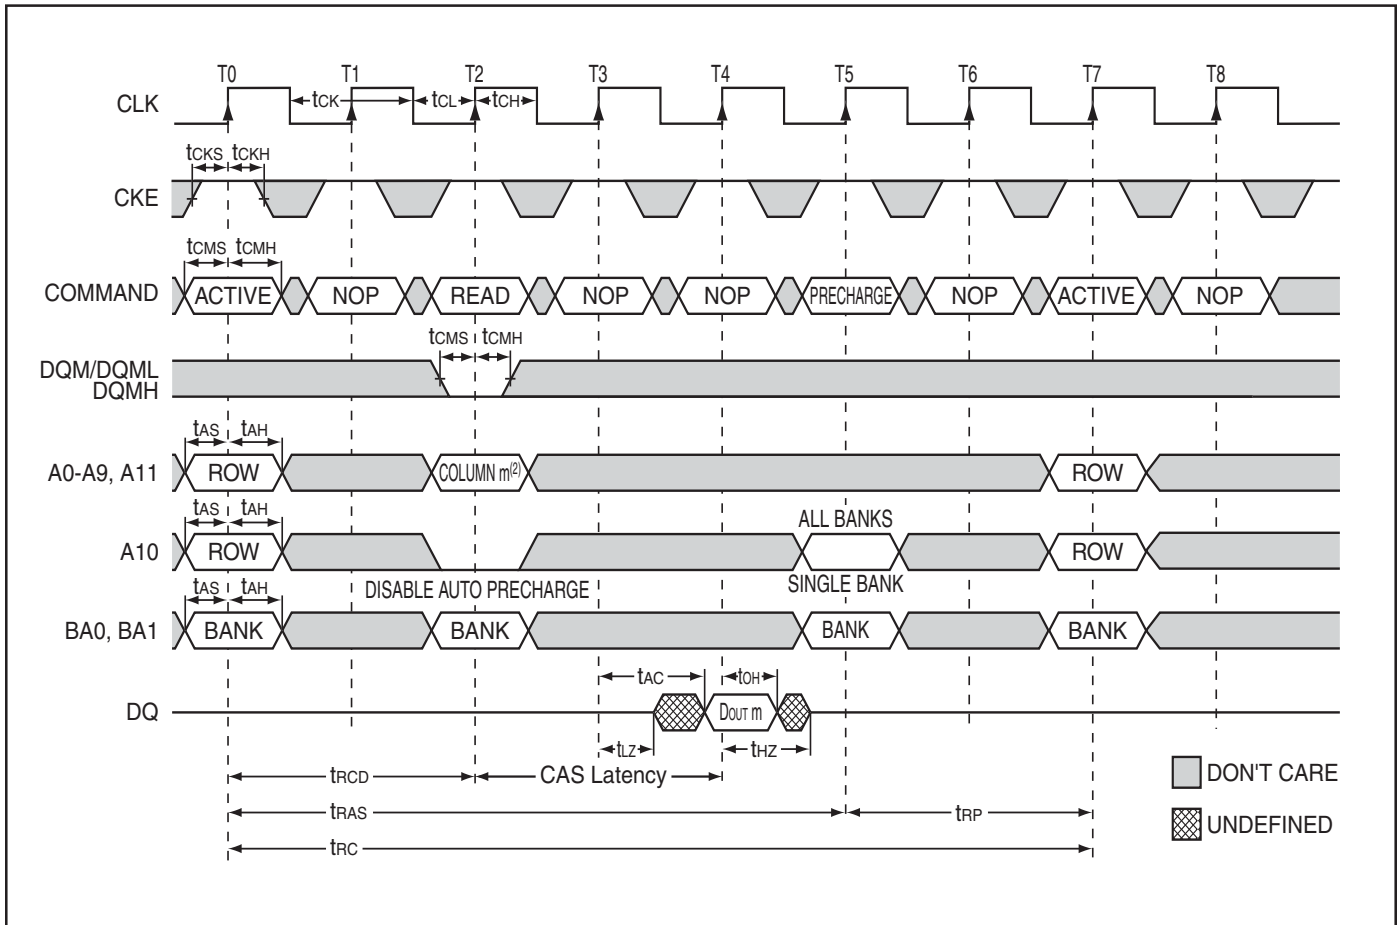 T0 T1 T2 T3 T4 T5 T6 T7 T8
CLK
tCK tCL tCH
tCKS tCKH
CKE
tCMS tCMH
COMMAND ACTIVE NOP READ NOP NOP PRECHARGE NOP ACTIVE NOP
tCMS tCMH
DQM/DQML
DQMH
tAS tAH
A0-A9, A11 ROW COLUMN m(2) ROW
tAS tAH
ALL BANKS
A10 ROW ROW
DISABLE AUTO PRECHARGE SINGLE BANK
tAS tAH
BA0, BA1 BANK BANK BANK BANK
tAC tOH
DQ DOUT m
tLZ tHZ
tRCD CAS Latency
DON'T CARE
tRAS tRP
UNDEFINED
tRC